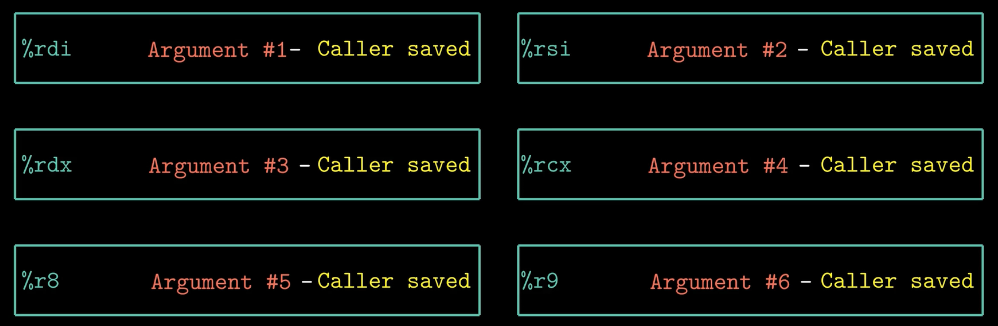 %rdi Argument #1- Caller saved
%rsi Argument #2 - Caller saved
%rdx Argument #3 - Caller saved
%rcx Argument #4 - Caller saved
%r8 Argument #5 - Caller saved
%r9 Argument #6 - Caller saved